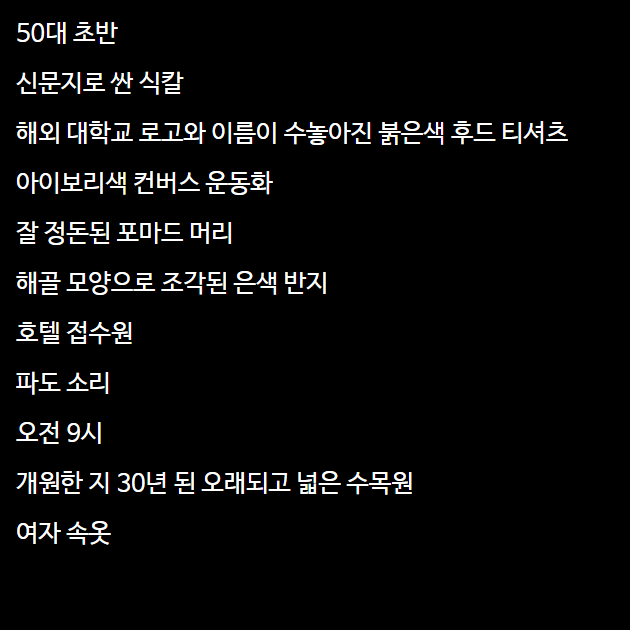 50대 초반
신문지로 싼 식칼
해외 대학교 로고와 이름이 수놓아진 붉은색 후드 티셔츠
아이보리색 컨버스 운동화
잘 정돈된 포마드 머리
해골 모양으로 조각된 은색 반지
호텔 접수원
파도 소리
오전 9시
개원한 지 30년 된 오래되고 넓은 수목원
여자 속옷